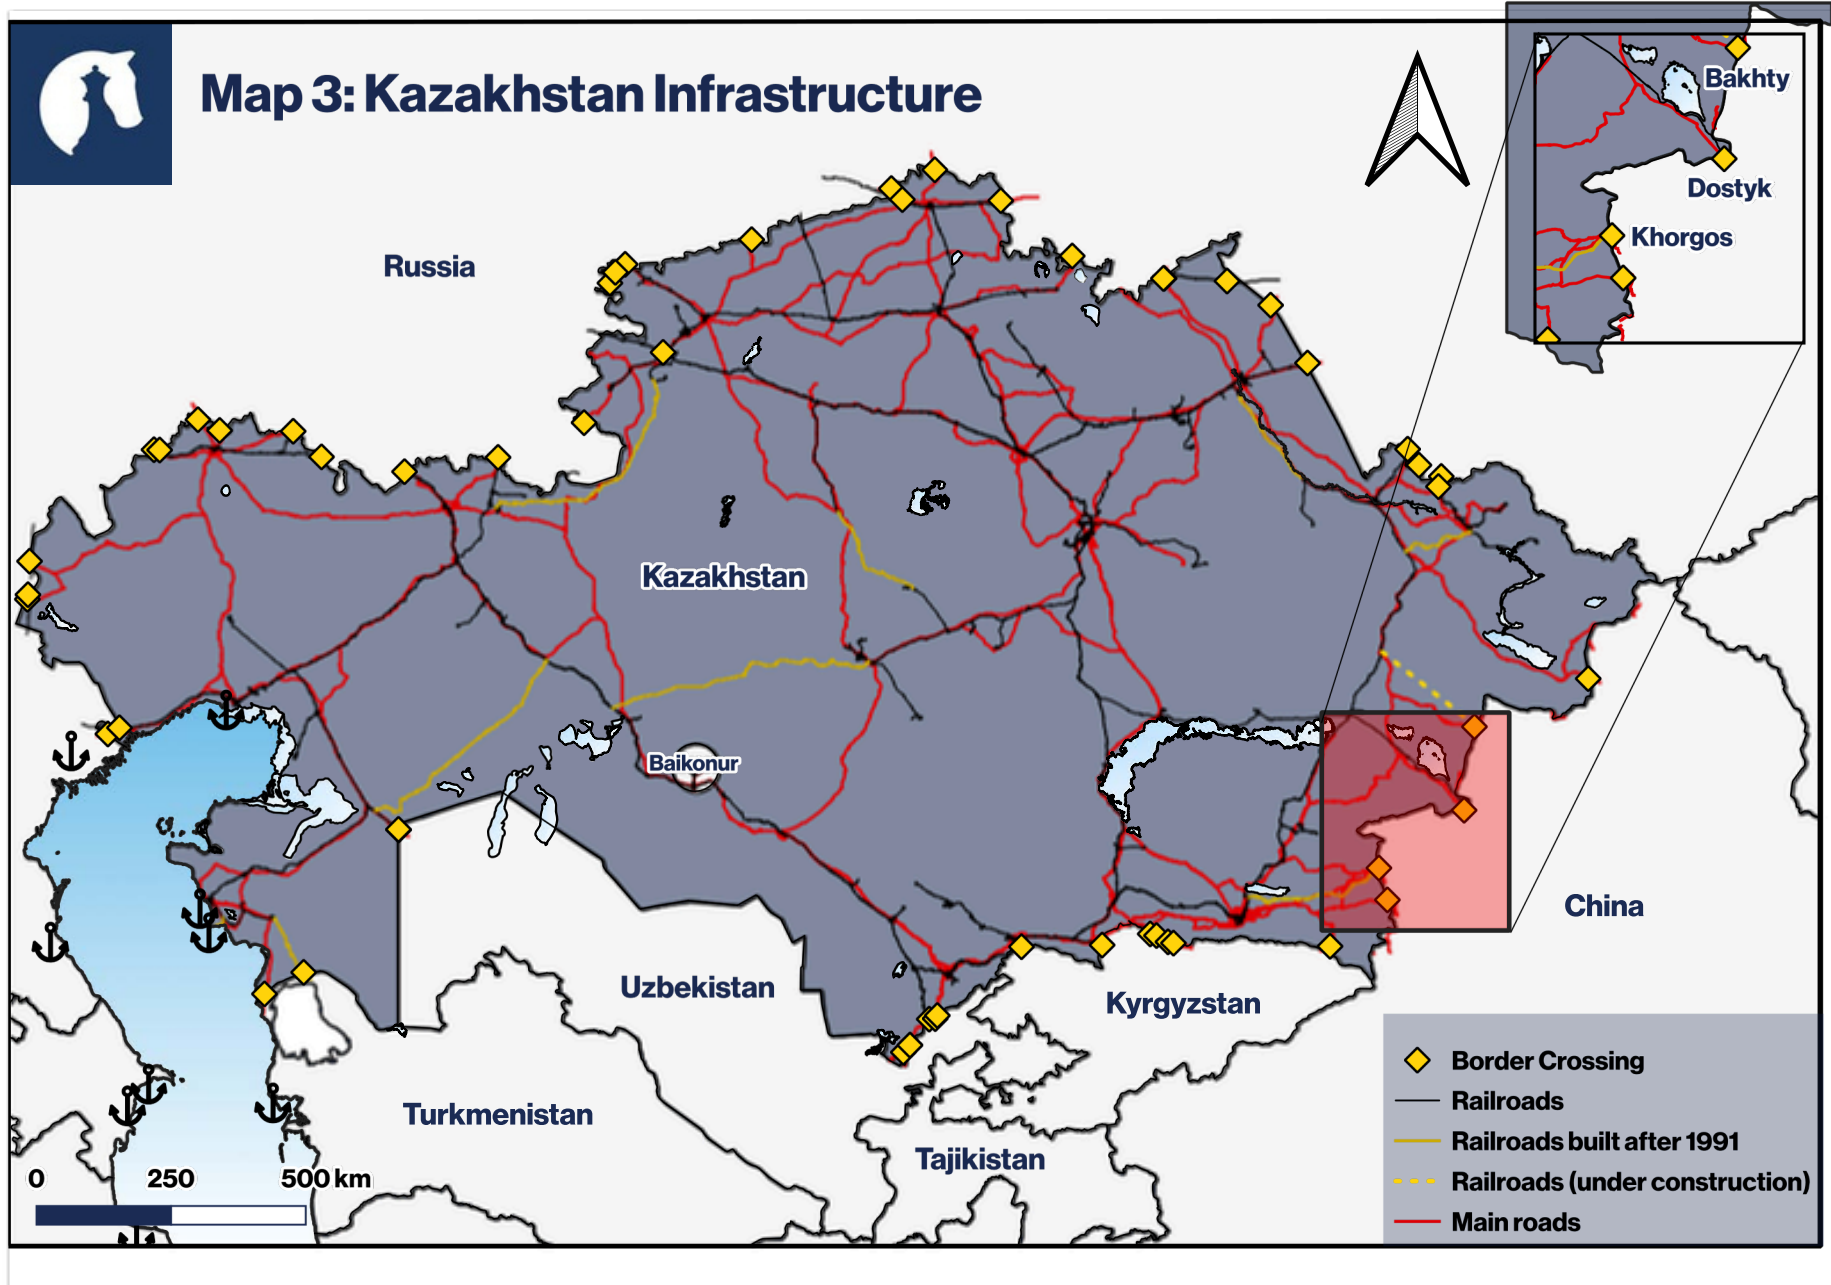 Map 3: Kazakhstan Infrastructure
Bakhty
Dostyk
Khorgos
Russia
Kazakhstan
Baikonur
China
Uzbekistan
Kyrgyzstan
Turkmenistan
Tajikistan
0 250 500 km
Border Crossing
Railroads
Railroads built after 1991
Railroads (under construction)
Main roads